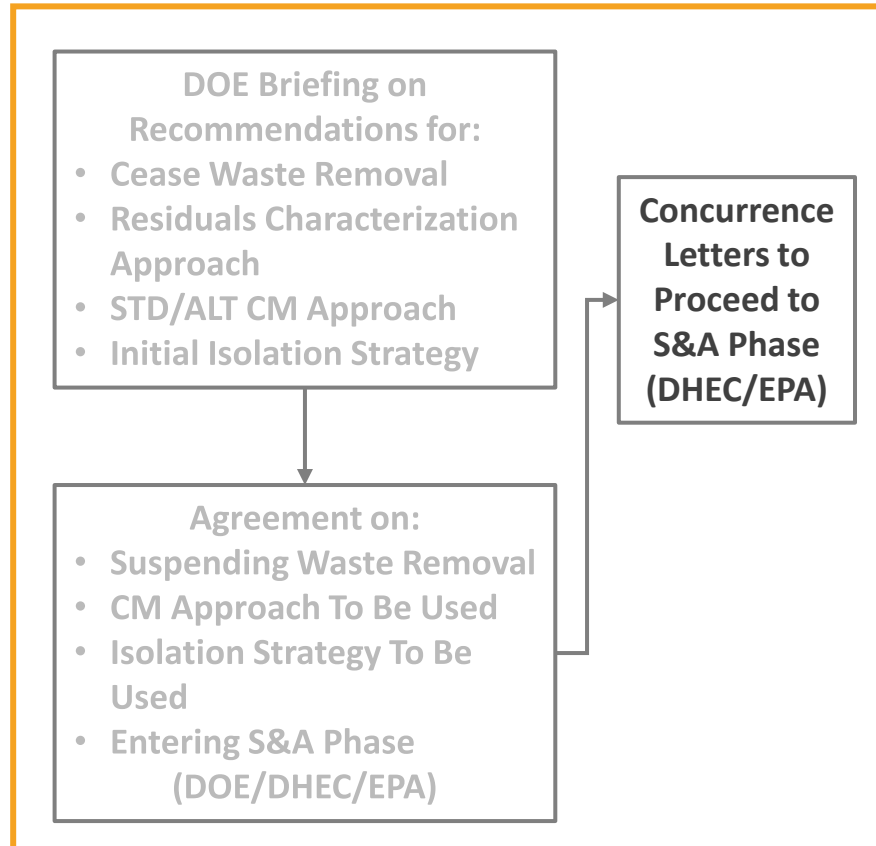 DOE Briefing on
Recommendations for:
• Cease Waste Removal
• Residuals Characterization
Approach
• STD/ALT CM Approach
• Initial Isolation Strategy
Agreement on:
• Suspending Waste Removal
• CM Approach To Be Used
• Isolation Strategy To Be
Used
• Entering S&A Phase
(DOE/DHEC/EPA)
Concurrence
Letters to
Proceed to
S&A Phase
(DHEC/EPA)